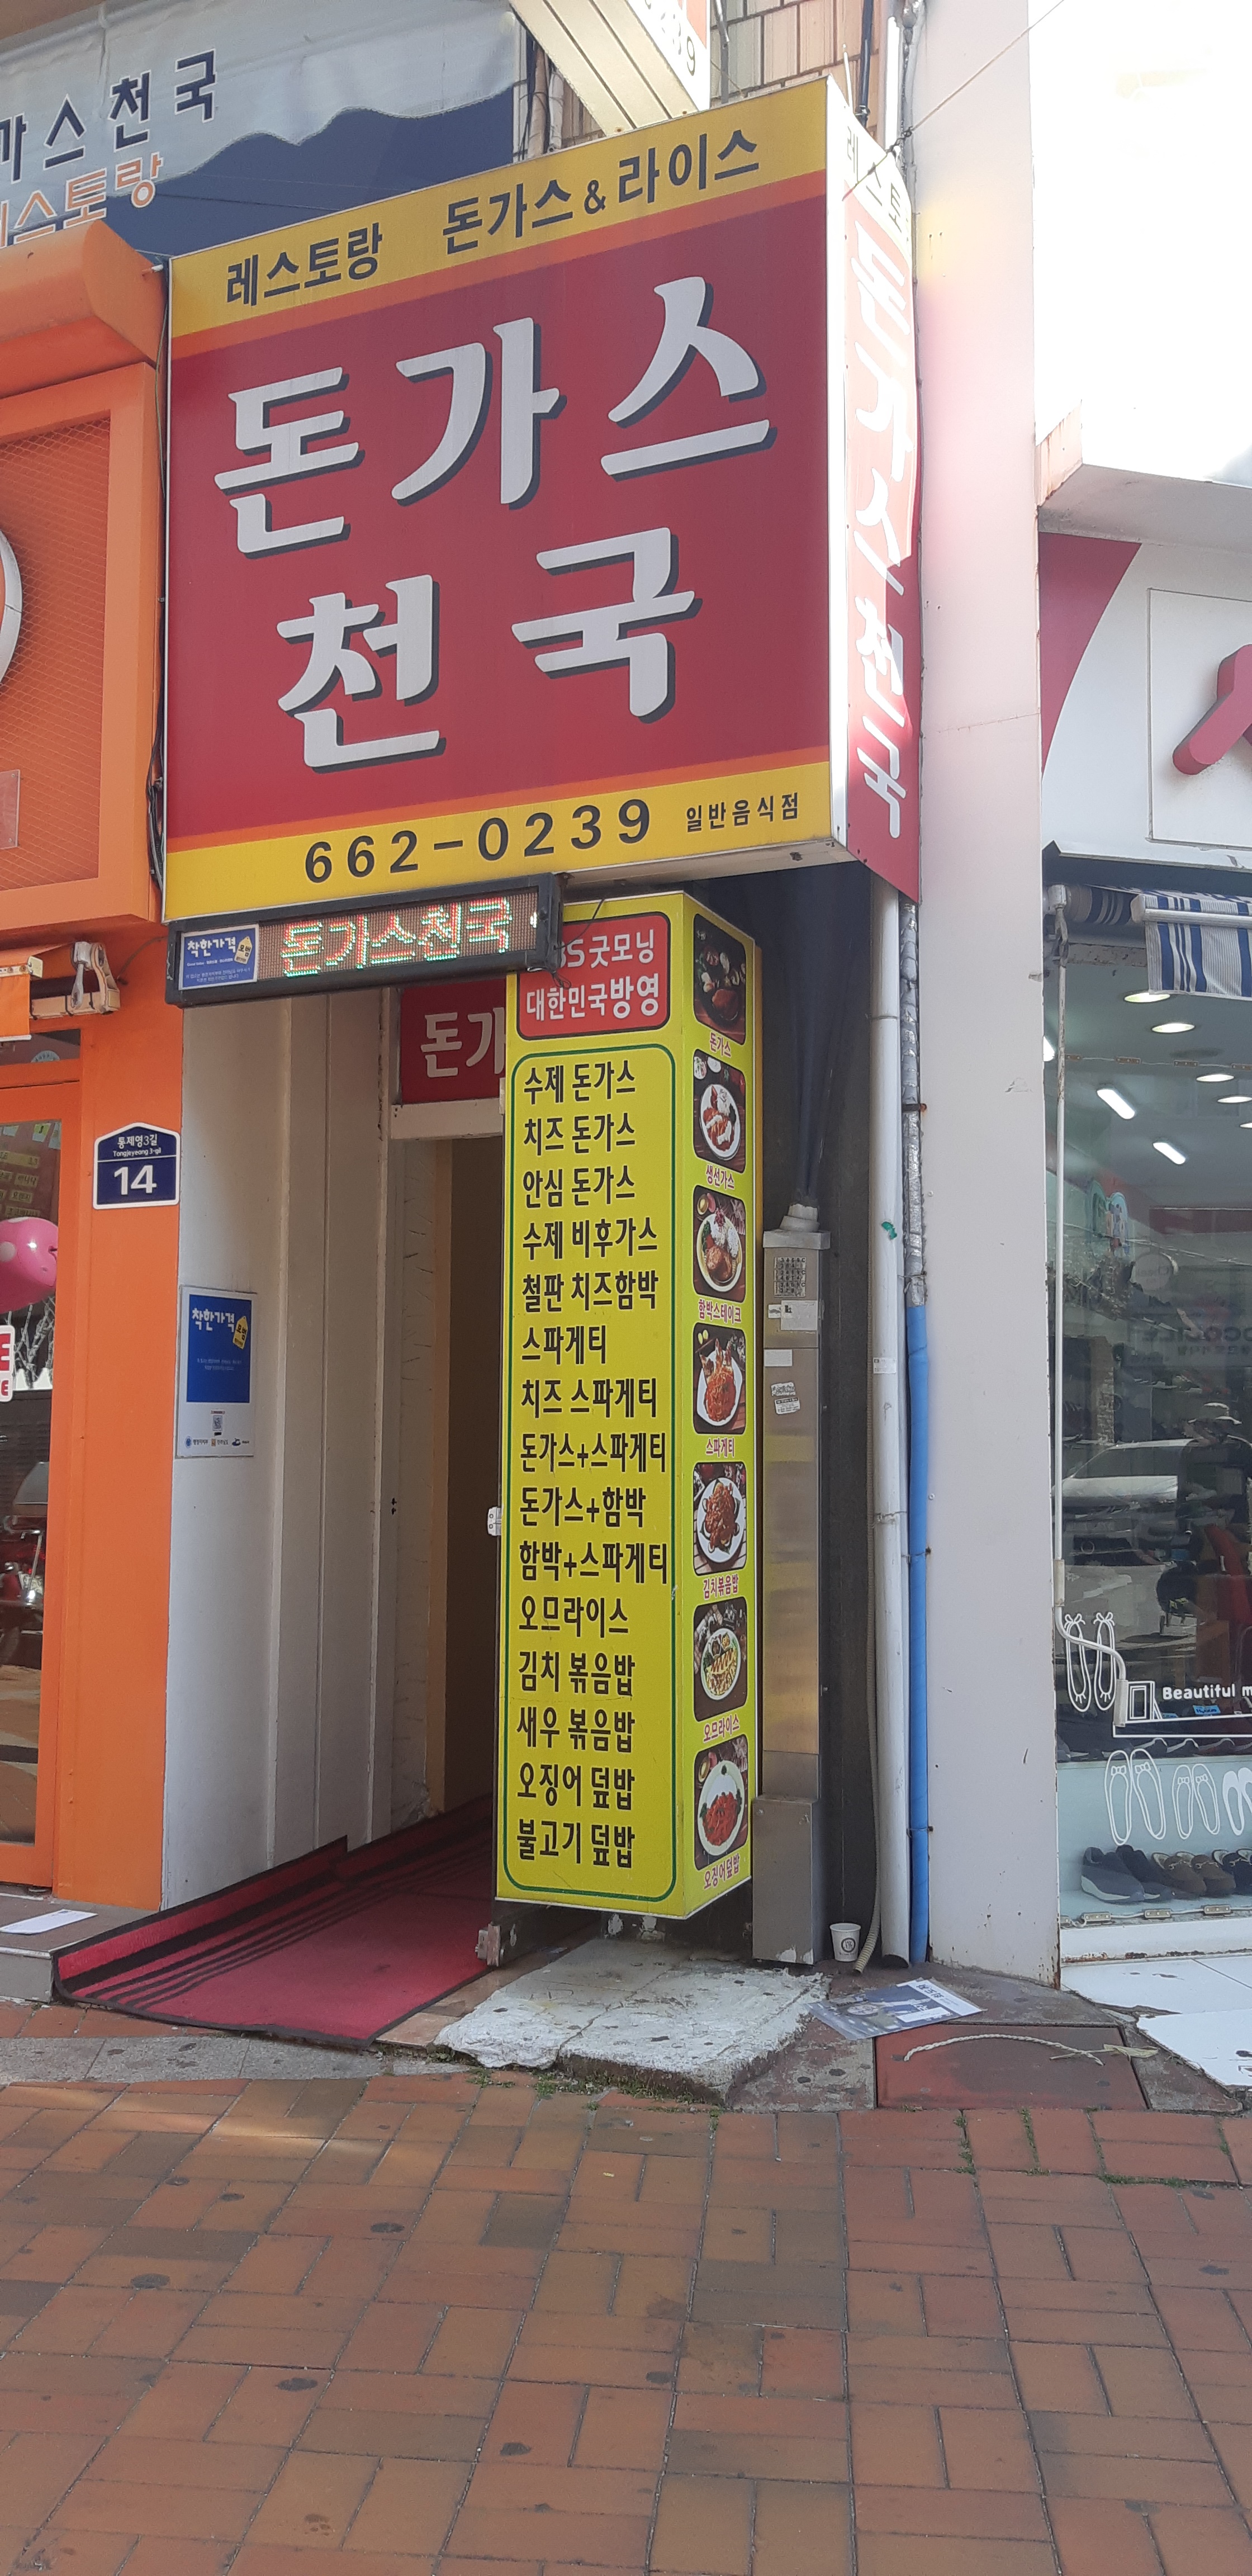 스천국
스토랑
레스토랑 돈가스&라이스
돈가스
천국
662-0239 일반음식점
돈가스천국
착한가격
돈가스천국
굿모닝
대한민국방영
돈가
수제 돈가스
치즈 돈가스
안심 돈가스
수제 비후가스
철판 치즈함박
스파게티
치즈 스파게티
돈가스+스파게티
돈가스+함박
함박+스파게티
오므라이스
김치 볶음밥
새우 볶음밥
오징어 덮밥
불고기 덮밥
돈가스
생선가스
함박스테이크
스파게티
김치볶음밥
오므라이스
오징어덮밥
통제영3길
Tongjeyeong 3-gil
14
착한가격
Beautiful